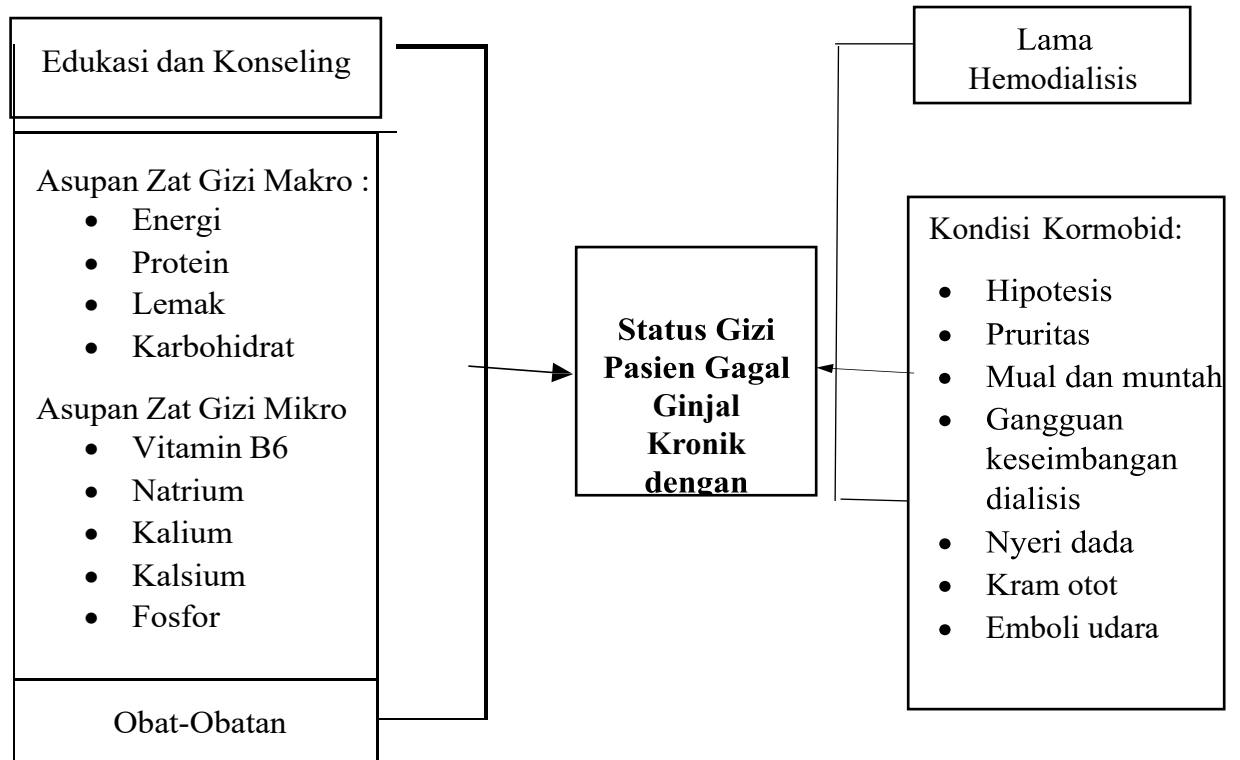 Edukasi dan Konseling
Asupan Zat Gizi Makro :
• Energi
• Protein
• Lemak
• Karbohidrat
Asupan Zat Gizi Mikro
• Vitamin B6
• Natrium
• Kalium
• Kalsium
• Fosfor
Obat-Obatan
Status Gizi
Pasien Gagal
Ginjal
Kronik
dengan
Lama
Hemodialisis
Kondisi Kormobid:
• Hipotesis
• Pruritas
• Mual dan muntah
• Gangguan
keseimbangan
dialisis
• Nyeri dada
• Kram otot
• Emboli udara